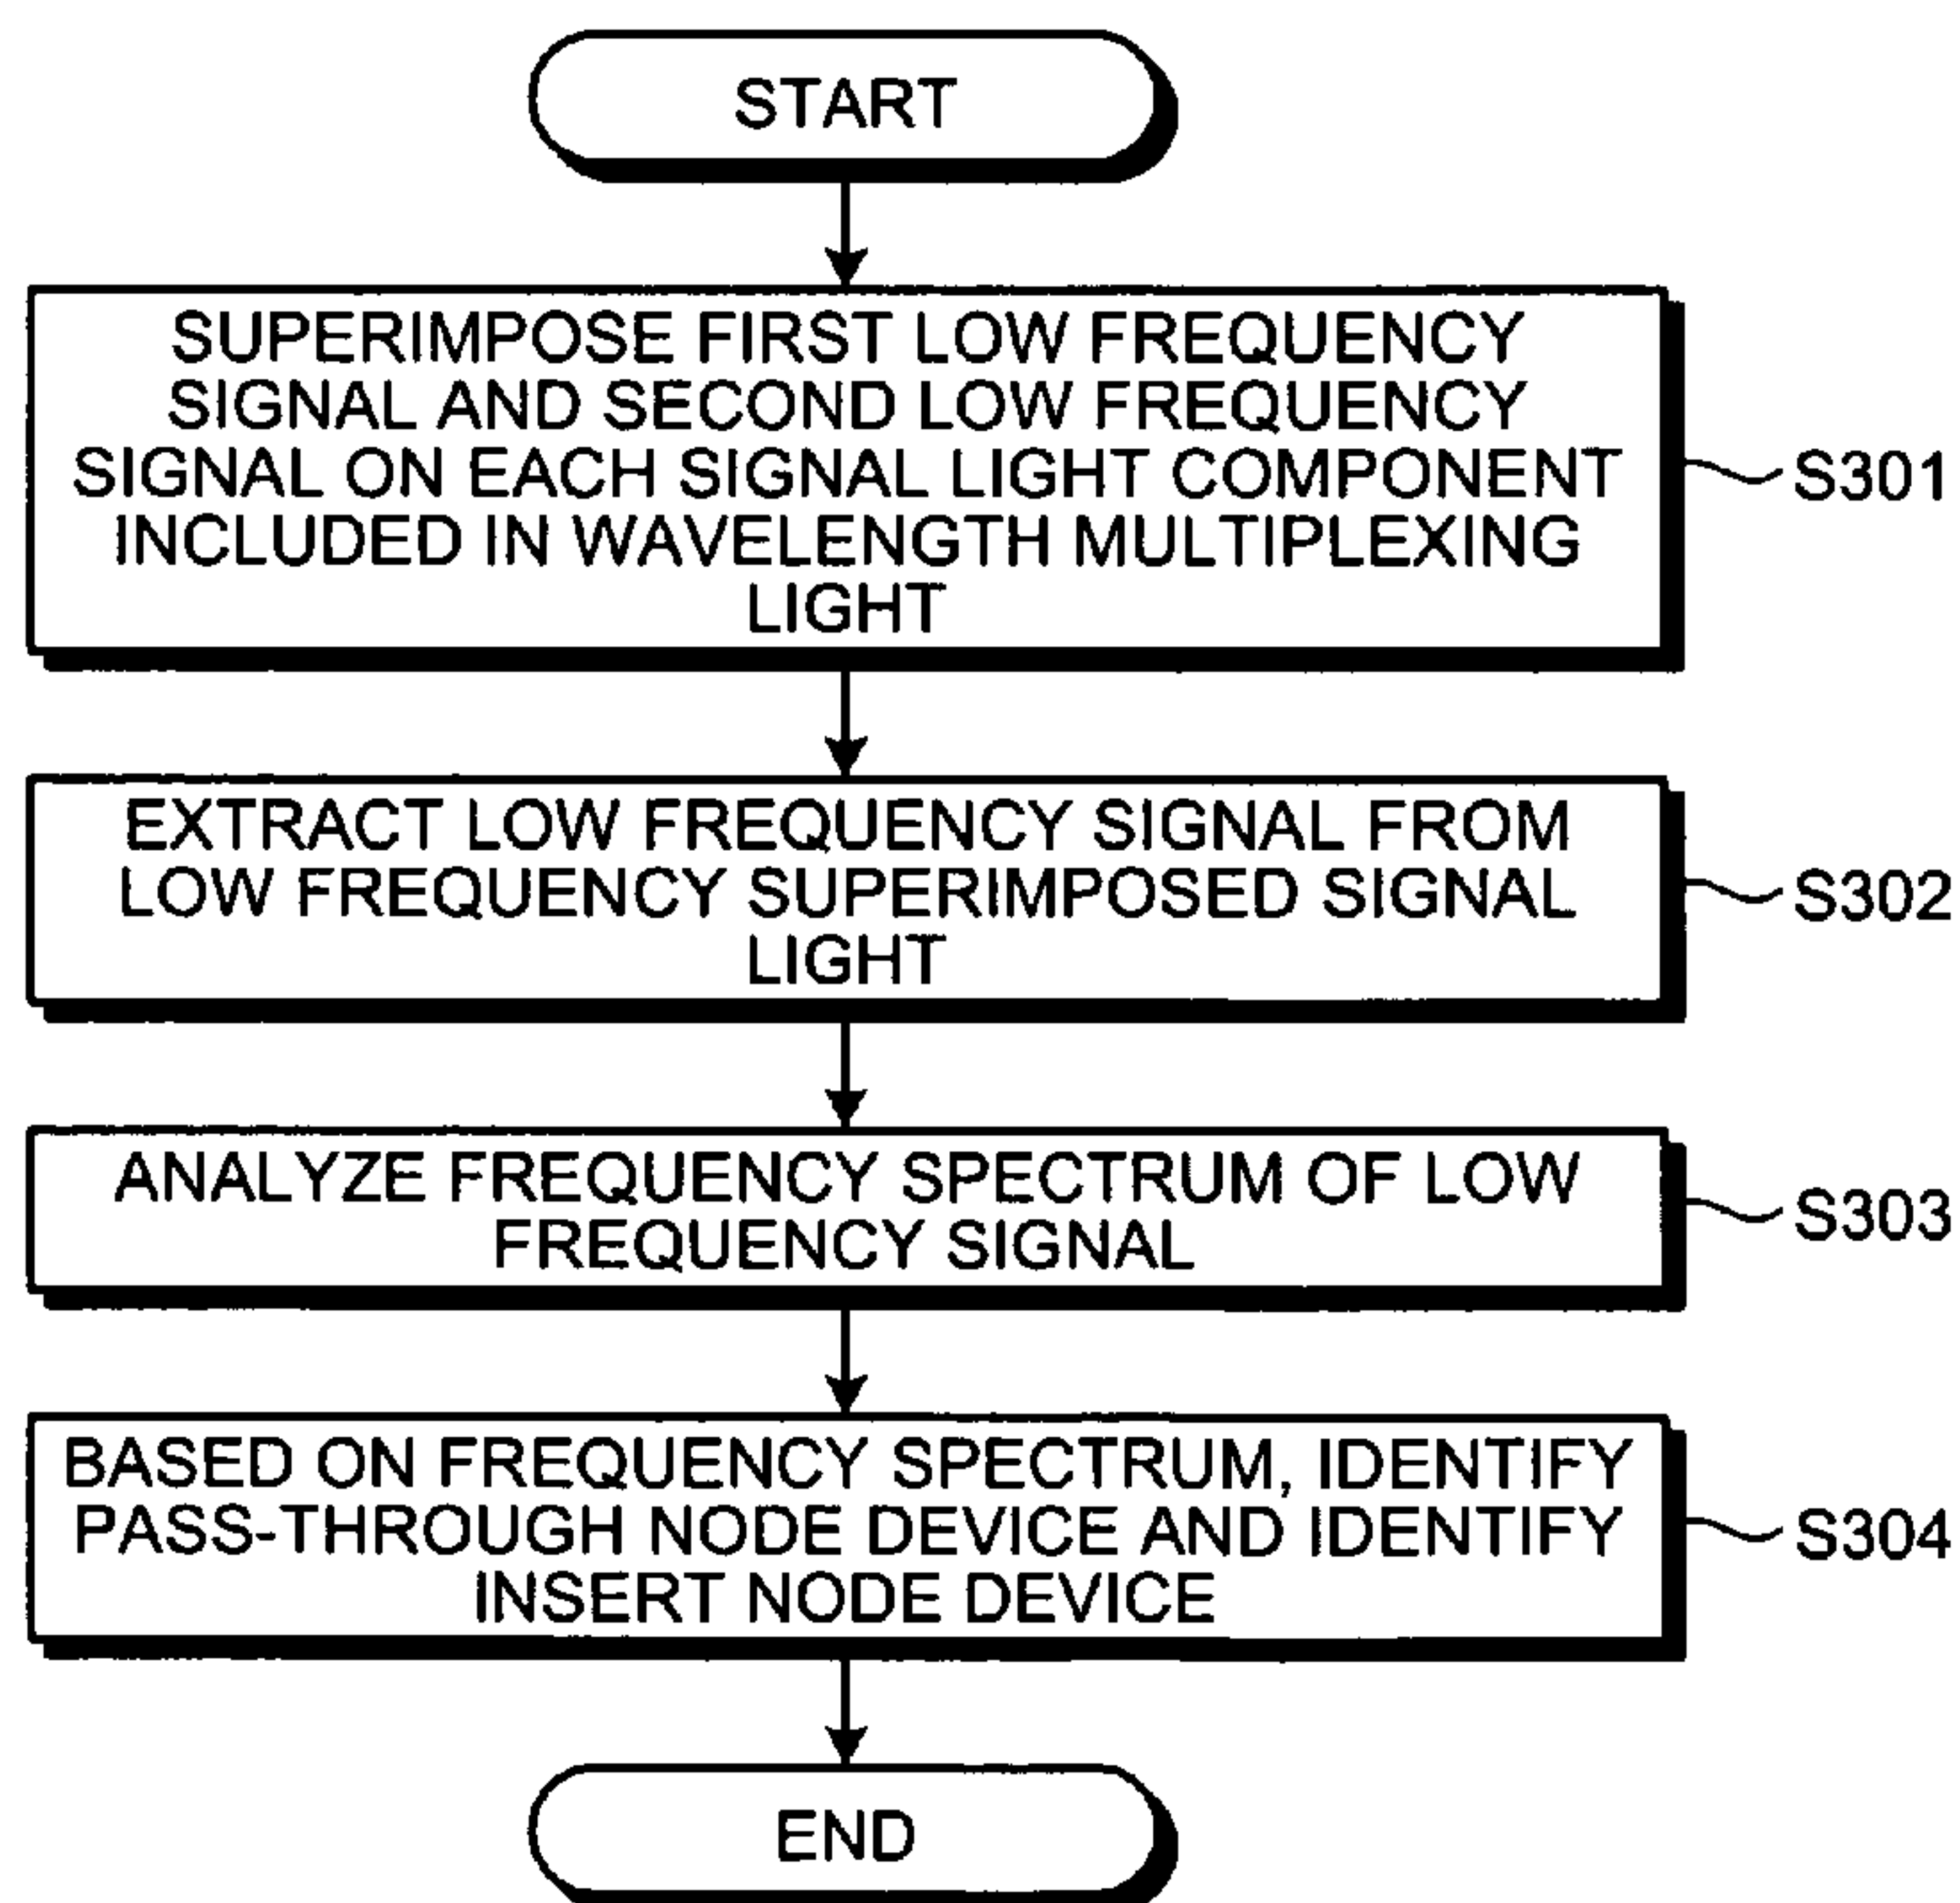 START
SUPERIMPOSE FIRST LOW FREQUENCY
SIGNAL AND SECOND LOW FREQUENCY
SIGNAL ON EACH SIGNAL LIGHT COMPONENT
INCLUDED IN WAVELENGTH MULTIPLEXING
LIGHT
S301
EXTRACT LOW FREQUENCY SIGNAL FROM
LOW FREQUENCY SUPERIMPOSED SIGNAL
LIGHT
S302
ANALYZE FREQUENCY SPECTRUM OF LOW
FREQUENCY SIGNAL
S303
BASED ON FREQUENCY SPECTRUM, IDENTIFY
PASS-THROUGH NODE DEVICE AND IDENTIFY
INSERT NODE DEVICE
S304
END